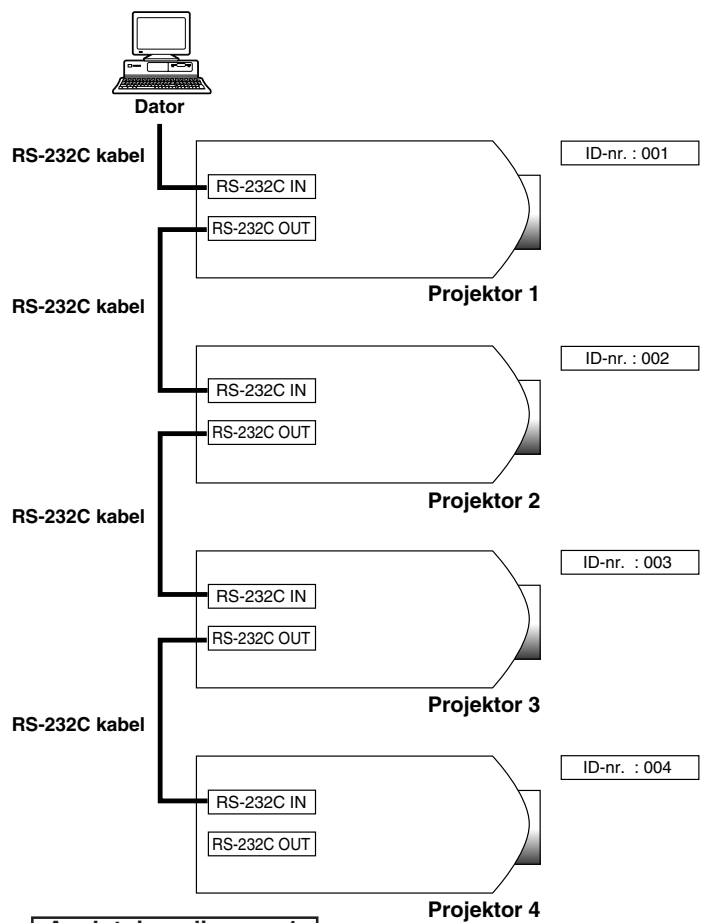 Dator
RS-232C kabel
ID-nr. : 001
RS-232C IN
RS-232C OUT
Projektor 1
RS-232C kabel
ID-nr. : 002
RS-232C IN
RS-232C OUT
Projektor 2
RS-232C kabel
ID-nr. : 003
RS-232C IN
RS-232C OUT
Projektor 3
RS-232C kabel
ID-nr. : 004
RS-232C IN
RS-232C OUT
Projektor 4